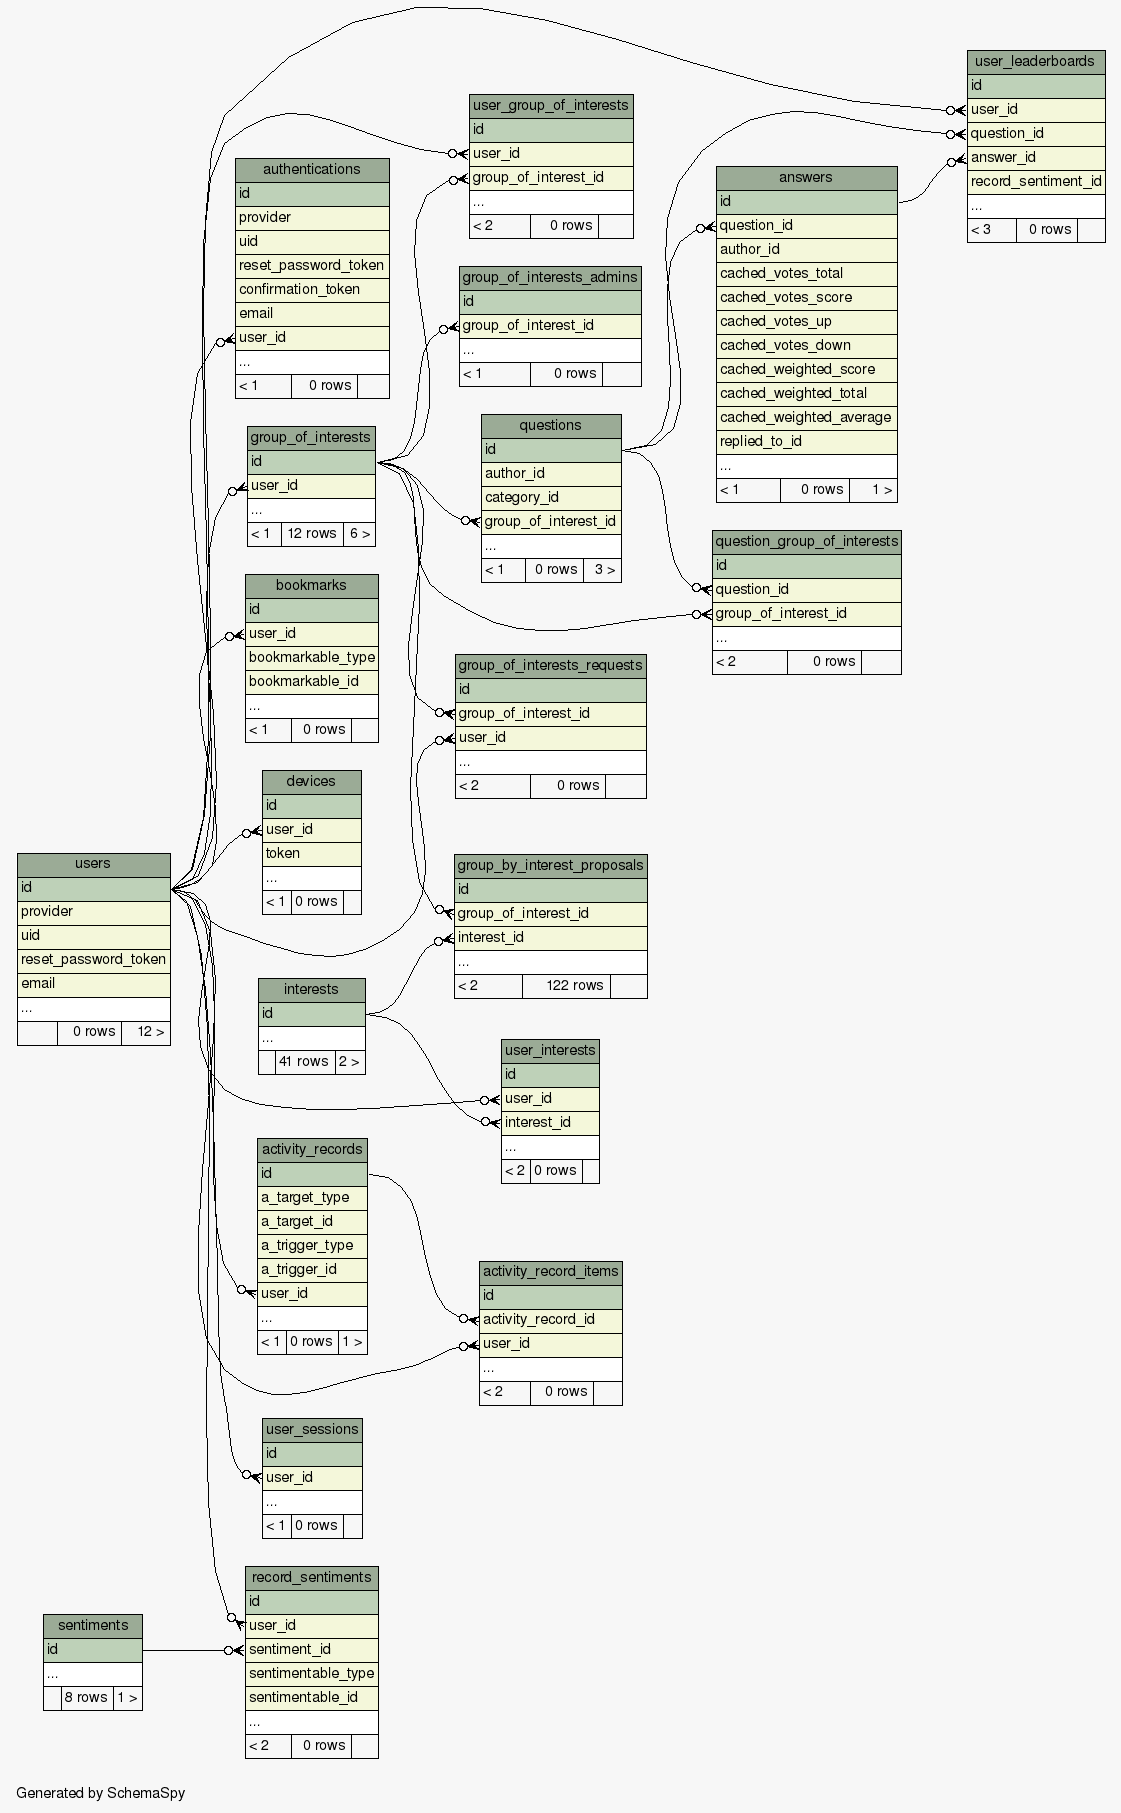 user_leaderboards
id
user_id
question_id
answer_id
record_sentiment_id
...
< 3 0 rows
user_group_of_interests
id
user_id
group_of_interest_id
...
< 2 0 rows
authentications
id
provider
uid
reset_password_token
confirmation_token
email
user_id
...
< 1 0 rows
answers
id
question_id
author_id
cached_votes_total
cached_votes_score
cached_votes_up
cached_votes_down
cached_weighted_score
cached_weighted_total
cached_weighted_average
replied_to_id
...
< 1 0 rows 1 >
group_of_interests_admins
id
group_of_interest_id
...
< 1 0 rows
group_of_interests
id
user_id
...
< 1 12 rows 6 >
questions
id
author_id
category_id
group_of_interest_id
...
< 1 0 rows 3 >
question_group_of_interests
id
question_id
group_of_interest_id
...
< 2 0 rows
bookmarks
id
user_id
bookmarkable_type
bookmarkable_id
...
< 1 0 rows
group_of_interests_requests
id
group_of_interest_id
user_id
...
< 2 0 rows
devices
id
user_id
token
...
< 1 0 rows
users
id
provider
uid
reset_password_token
email
...
0 rows 12 >
group_by_interest_proposals
id
group_of_interest_id
interest_id
...
< 2 122 rows
interests
id
...
41 rows 2 >
user_interests
id
user_id
interest_id
...
< 2 0 rows
activity_records
id
a_target_type
a_target_id
a_trigger_type
a_trigger_id
user_id
...
< 1 0 rows 1 >
activity_record_items
id
activity_record_id
user_id
...
< 2 0 rows
user_sessions
id
user_id
...
< 1 0 rows
record_sentiments
id
user_id
sentiment_id
sentimentable_type
sentimentable_id
...
< 2 0 rows
sentiments
id
...
8 rows 1 >
Generated by SchemaSpy